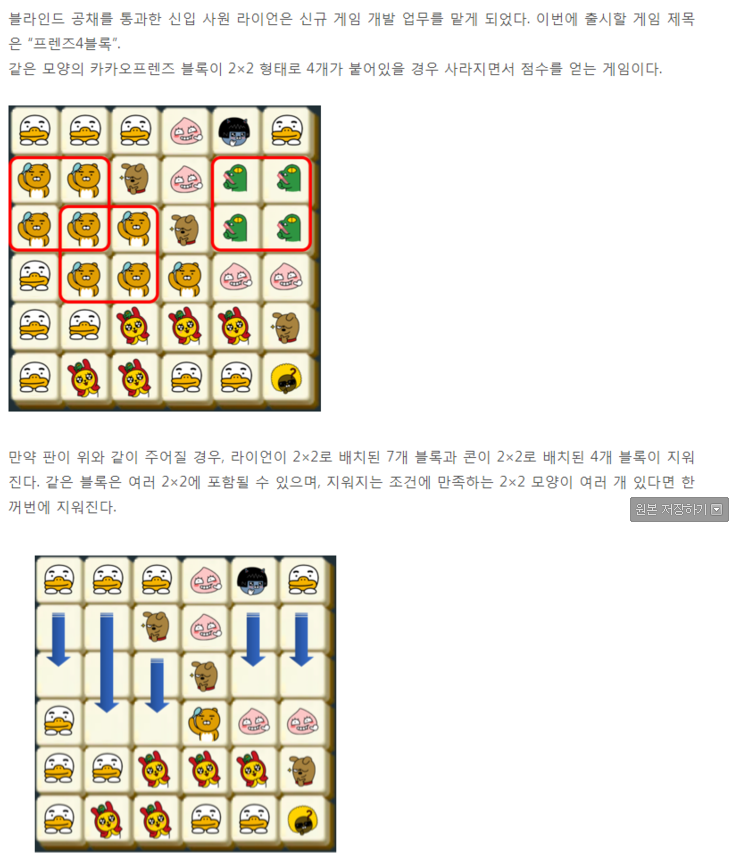 블라인드 공채를 통과한 신입 사원 라이언은 신규 게임 개발 업무를 맡게 되었다. 이번에 출시할 게임 제목
은 "프렌즈4블록".
같은 모양의 카카오프렌즈 블록이 2×2 형태로 4개가 붙어있을 경우 사라지면서 점수를 얻는 게임이다.
만약 판이 위와 같이 주어질 경우, 라이언이 2×2로 배치된 7개 블록과 콘이 2×2로 배치된 4개 블록이 지워
진다. 같은 블록은 여러 2×2에 포함될 수 있으며, 지워지는 조건에 만족하는 2×2 모양이 여러 개 있다면 한
꺼번에 지워진다.
원본 저장하기